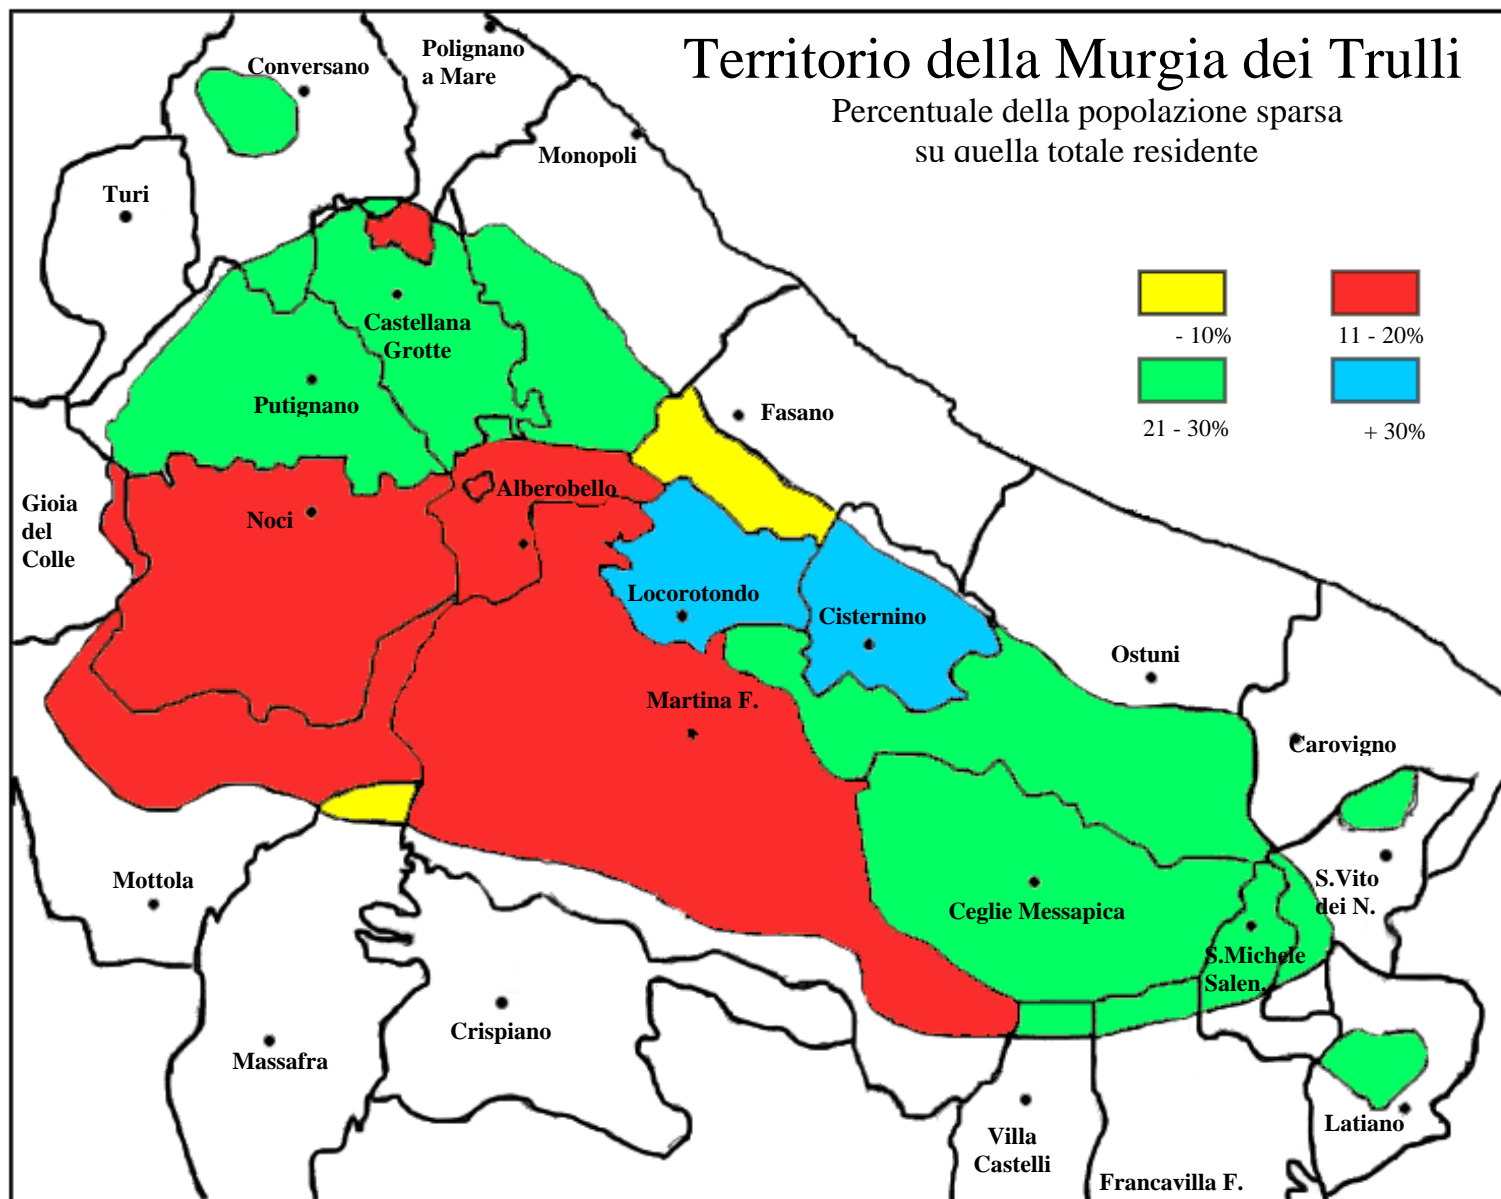 Territorio della Murgia dei Trulli
Percentuale della popolazione sparsa
su quella totale residente
Polignano
a Mare
Conversano
Monopoli
Turi
- 10%
11 - 20%
21 - 30%
+ 30%
Castellana
Grotte
Putignano
Fasano
Alberobello
Gioia
del
Colle
Noci
Locorotondo
Cisternino
Ostuni
Martina F.
Carovigno
Mottola
S.Vito
dei N.
Ceglie Messapica
S.Michele
Salen.
Crispiano
Massafra
Latiano
Villa
Castelli
Francavilla F.